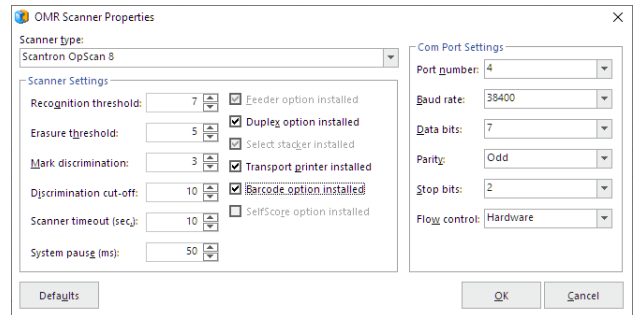 OMR Scanner Properties
Scanner type:
Scantron OpScan 8
Scanner Settings
Recognition threshold: 7
Erasure threshold: 5
Mark discrimination: 3
Discrimination cut-off: 10
Scanner timeout (sec.): 10
System pause (ms): 50
Feeder option installed
Duplex option installed
Select stacker installed
Transport printer installed
Barcode option installed
SelfScore option installed
Com Port Settings
Port number: 4
Baud rate: 38400
Data bits: 7
Parity: Odd
Stop bits: 2
Flow control: Hardware
Defaults
OK
Cancel